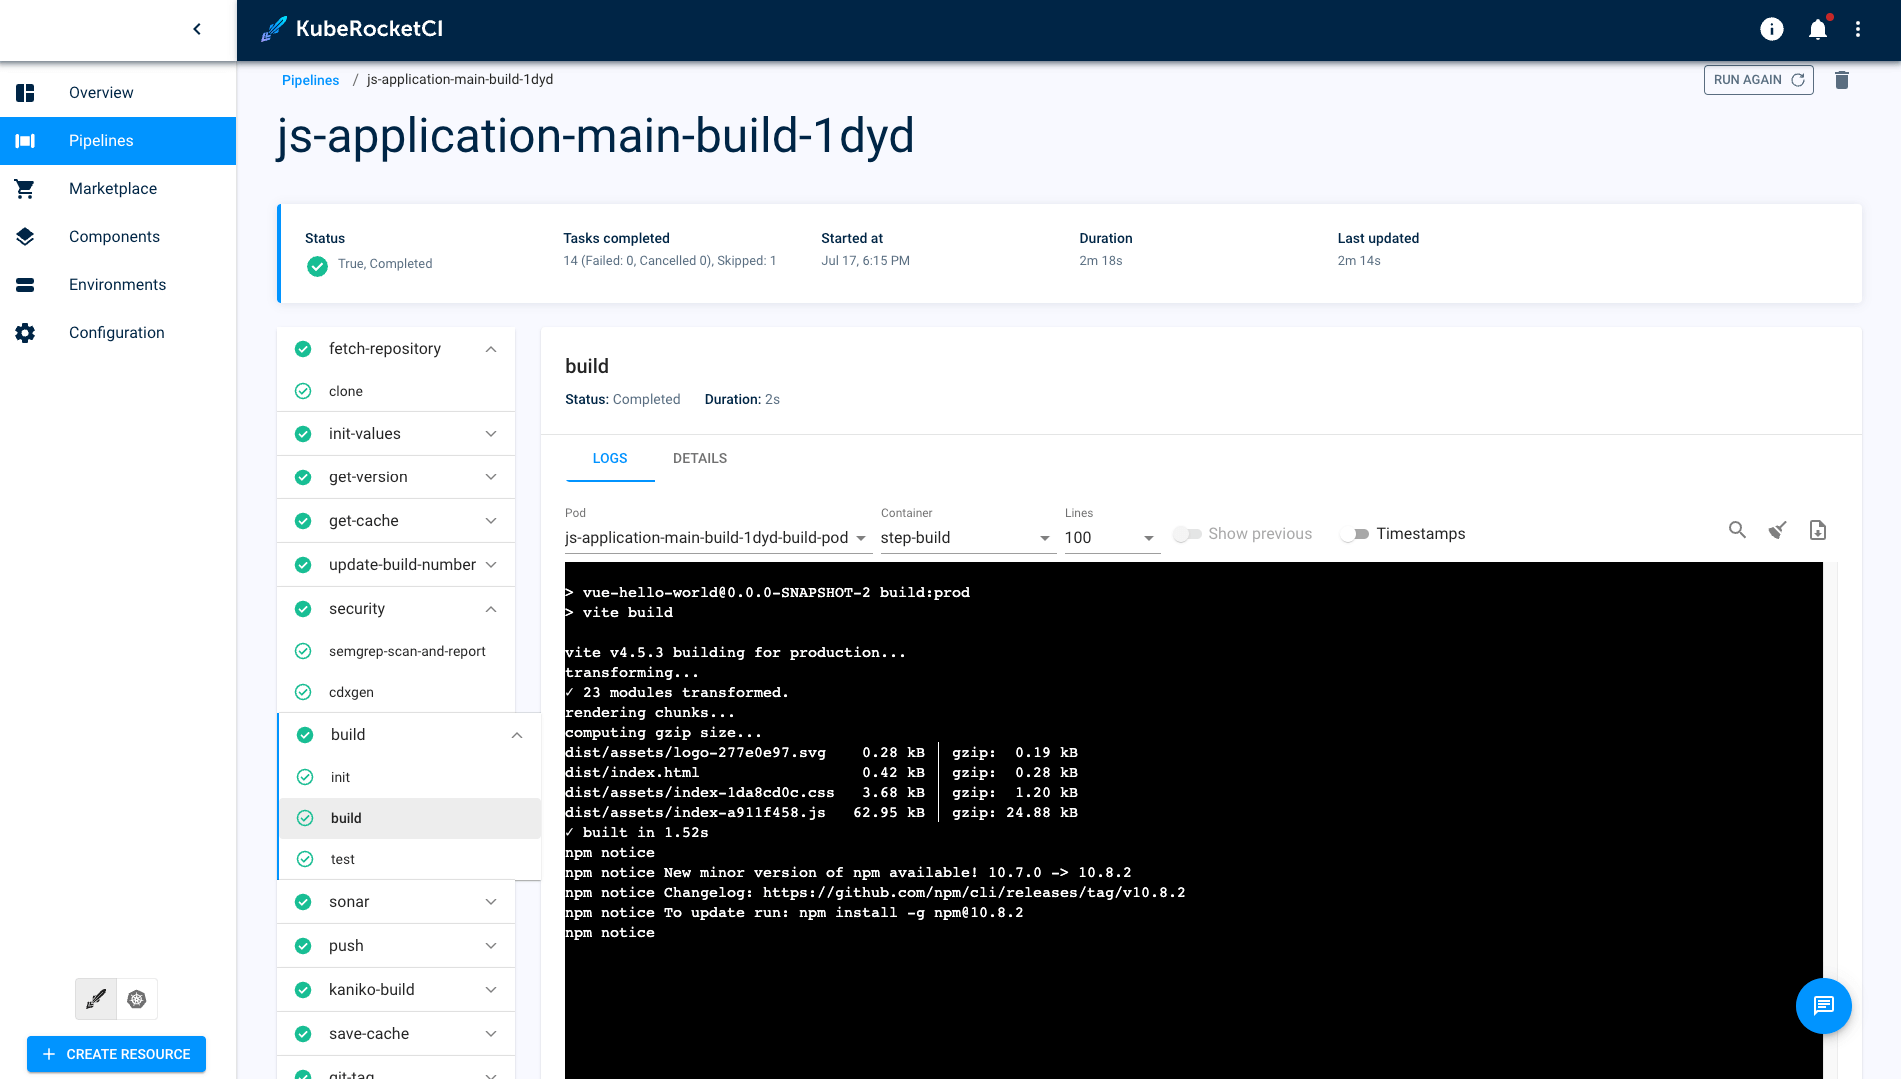 KubeRocketCI
Overview
Pipelines
Marketplace
Components
Environments
Configuration
CREATE RESOURCE
Pipelines / js-application-main-build-1dyd
RUN AGAIN
js-application-main-build-1dyd
Status
True, Completed
Tasks completed
14 (Failed: 0, Cancelled 0), Skipped: 1
Started at
Jul 17, 6:15 PM
Duration
2m 18s
Last updated
2m 14s
fetch-repository
clone
init-values
get-version
get-cache
update-build-number
security
semgrep-scan-and-report
cdxgen
build
init
build
test
sonar
push
kaniko-build
save-cache
git-tag
build
Status: Completed Duration: 2s
LOGS DETAILS
Pod
js-application-main-build-1dyd-build-pod
Container
step-build
Lines
100
Show previous
Timestamps
> vue-hello-world@0.0.0-SNAPSHOT-2 build:prod
> vite build
vite v4.5.3 building for production...
transforming...
✓ 23 modules transformed.
rendering chunks...
computing gzip size...
dist/assets/logo-277e0e97.svg 0.28 kB │ gzip: 0.19 kB
dist/index.html 0.42 kB │ gzip: 0.28 kB
dist/assets/index-1da8cd0c.css 3.68 kB │ gzip: 1.20 kB
dist/assets/index-a911f458.js 62.95 kB │ gzip: 24.88 kB
✓ built in 1.52s
npm notice
npm notice New minor version of npm available! 10.7.0 -> 10.8.2
npm notice Changelog: https://github.com/npm/cli/releases/tag/v10.8.2
npm notice To update run: npm install -g npm@10.8.2
npm notice